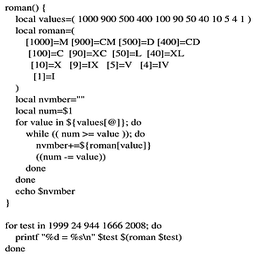 roman() {
local values=( 1000 900 500 400 100 90 50 40 10 5 4 1 )
local roman=(
[1000]=M [900]=CM [500]=D [400]=CD
[100]=C [90]=XC [50]=L [40]=XL
[10]=X [9]=IX [5]=V [4]=IV
[1]=I
)
local nvmber=""
local num=$1
for value in ${values[@]}; do
while (( num >= value )); do
nvmber+=${roman[value]}
((num -= value))
done
done
echo $nvmber
}
for test in 1999 24 944 1666 2008; do
printf "%d = %s\n" $test $(roman $test)
done